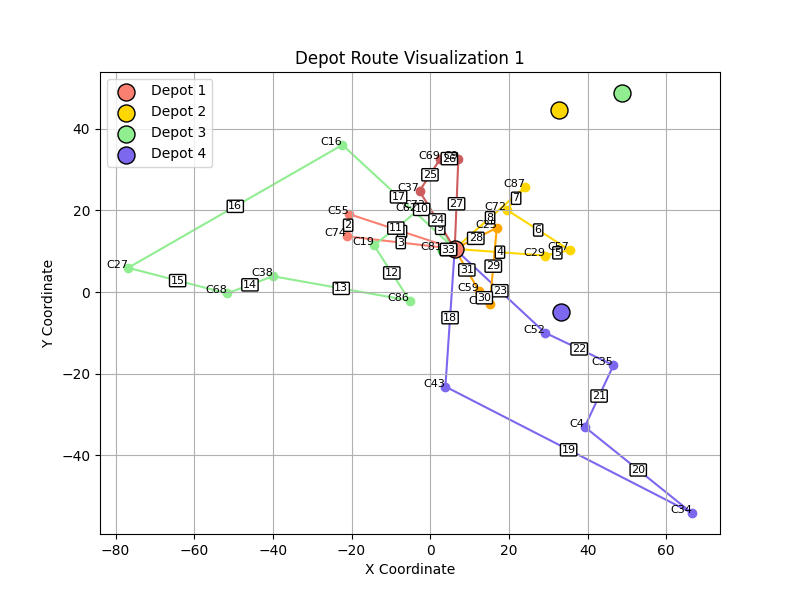 Depot Route Visualization 1
Depot 1
Depot 2
Depot 3
Depot 4
Y Coordinate
40
20
0
−20
−40
−80
−60
−40
−20
0
20
40
60
X Coordinate
C16
C69
26
25
17
16
C37
C87
7
C55
10
C72
27
2
24
8
6
C74
11
3
28
C19
C81
33
4
C29
5
C57
C27
12
31
29
15
C68
14
C38
13
C86
C59
30
23
18
C52
22
C35
C43
21
C4
19
20
C34